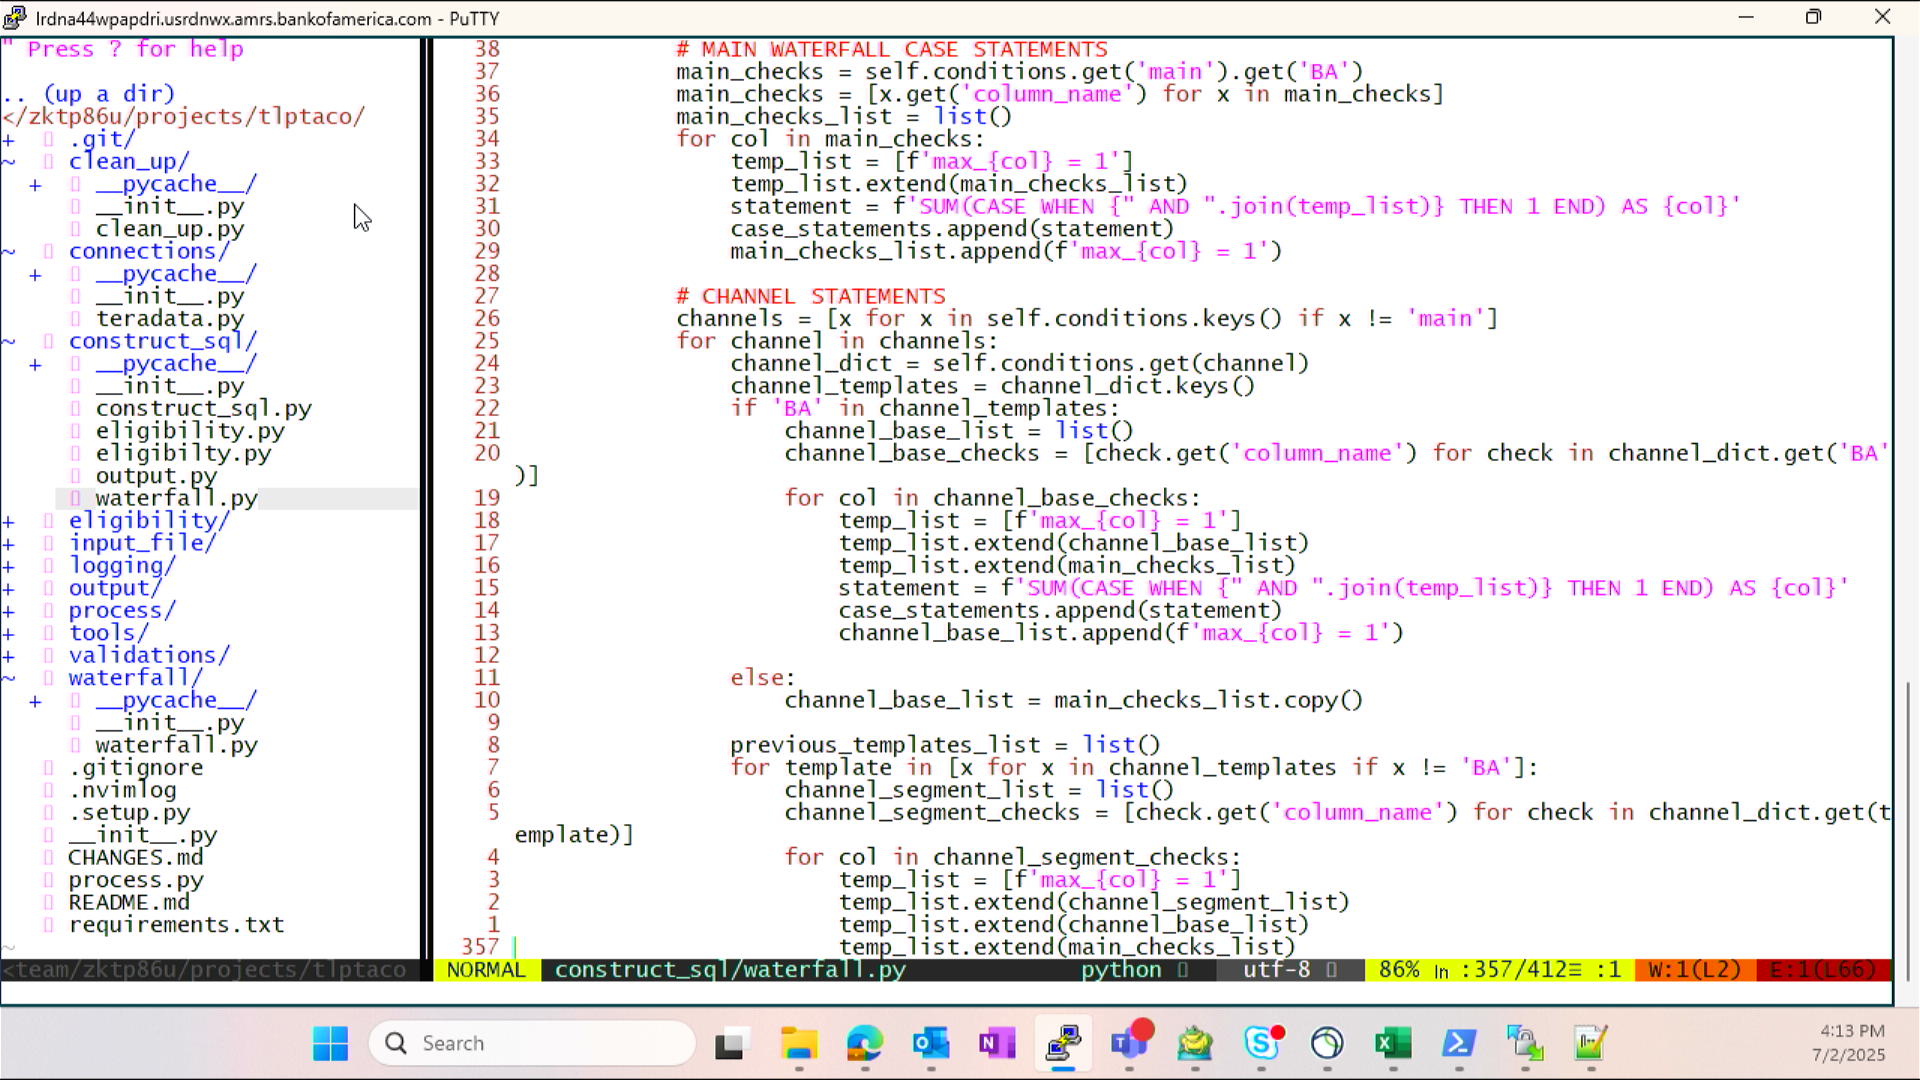 lrdna44wpapdri.usrdnwx.amrs.bankofamerica.com - PuTTY
" Press ? for help
.. (up a dir)
</zktp86u/projects/tlptaco/
+ .git/
~ clean_up/
+ __pycache__/
__init__.py
clean_up.py
~ connections/
+ __pycache__/
__init__.py
teradata.py
~ construct_sql/
+ __pycache__/
__init__.py
construct_sql.py
eligibility.py
eligibilty.py
output.py
waterfall.py
+ eligibility/
+ input_file/
+ logging/
+ output/
+ process/
+ tools/
+ validations/
~ waterfall/
+ __pycache__/
__init__.py
waterfall.py
.gitignore
.nvimlog
.setup.py
__init__.py
CHANGES.md
process.py
README.md
requirements.txt
~
<team/zktp86u/projects/tlptaco
38 # MAIN WATERFALL CASE STATEMENTS
37 main_checks = self.conditions.get('main').get('BA')
36 main_checks = [x.get('column_name') for x in main_checks]
35 main_checks_list = list()
34 for col in main_checks:
33 temp_list = [f'max_{col} = 1']
32 temp_list.extend(main_checks_list)
31 statement = f'SUM(CASE WHEN {" AND ".join(temp_list)} THEN 1 END) AS {col}'
30 case_statements.append(statement)
29 main_checks_list.append(f'max_{col} = 1')
28
27 # CHANNEL STATEMENTS
26 channels = [x for x in self.conditions.keys() if x != 'main']
25 for channel in channels:
24 channel_dict = self.conditions.get(channel)
23 channel_templates = channel_dict.keys()
22 if 'BA' in channel_templates:
21 channel_base_list = list()
20 channel_base_checks = [check.get('column_name') for check in channel_dict.get('BA'
)]
19 for col in channel_base_checks:
18 temp_list = [f'max_{col} = 1']
17 temp_list.extend(channel_base_list)
16 temp_list.extend(main_checks_list)
15 statement = f'SUM(CASE WHEN {" AND ".join(temp_list)} THEN 1 END) AS {col}'
14 case_statements.append(statement)
13 channel_base_list.append(f'max_{col} = 1')
12
11 else:
10 channel_base_list = main_checks_list.copy()
9
8 previous_templates_list = list()
7 for template in [x for x in channel_templates if x != 'BA']:
6 channel_segment_list = list()
5 channel_segment_checks = [check.get('column_name') for check in channel_dict.get(t
emplate)]
4 for col in channel_segment_checks:
3 temp_list = [f'max_{col} = 1']
2 temp_list.extend(channel_segment_list)
1 temp_list.extend(channel_base_list)
357 temp_list.extend(main_checks_list)
NORMAL construct_sql/waterfall.py python utf-8 86% ln :357/412≡ :1 W:1(L2) E:1(L66)
Search
4:13 PM
7/2/2025